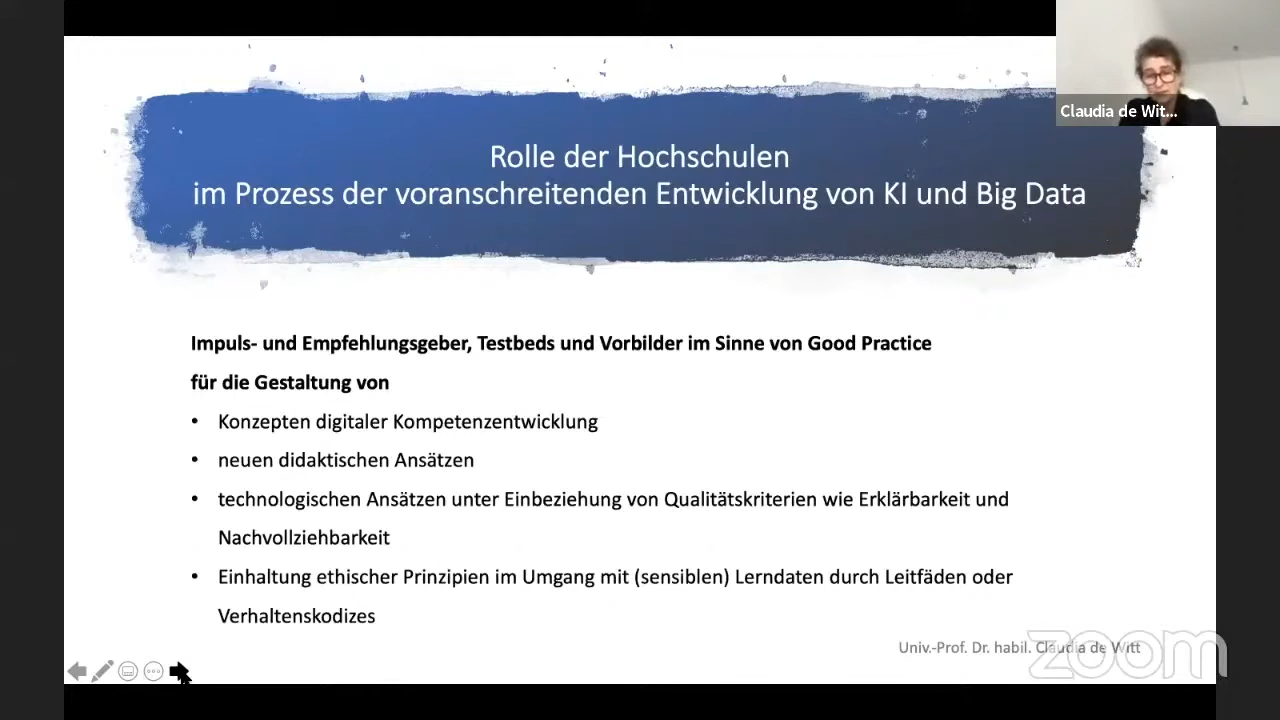 Claudia de Wit...
Rolle der Hochschulen
im Prozess der voranschreitenden Entwicklung von KI und Big Data
Impuls- und Empfehlungsgeber, Testbeds und Vorbilder im Sinne von Good Practice
für die Gestaltung von
• Konzepten digitaler Kompetenzentwicklung
• neuen didaktischen Ansätzen
• technologischen Ansätzen unter Einbeziehung von Qualitätskriterien wie Erklärbarkeit und
Nachvollziehbarkeit
• Einhaltung ethischer Prinzipien im Umgang mit (sensiblen) Lerndaten durch Leitfäden oder
Verhaltenskodizes
Univ.-Prof. Dr. habil. Claudia de Witt
zoom